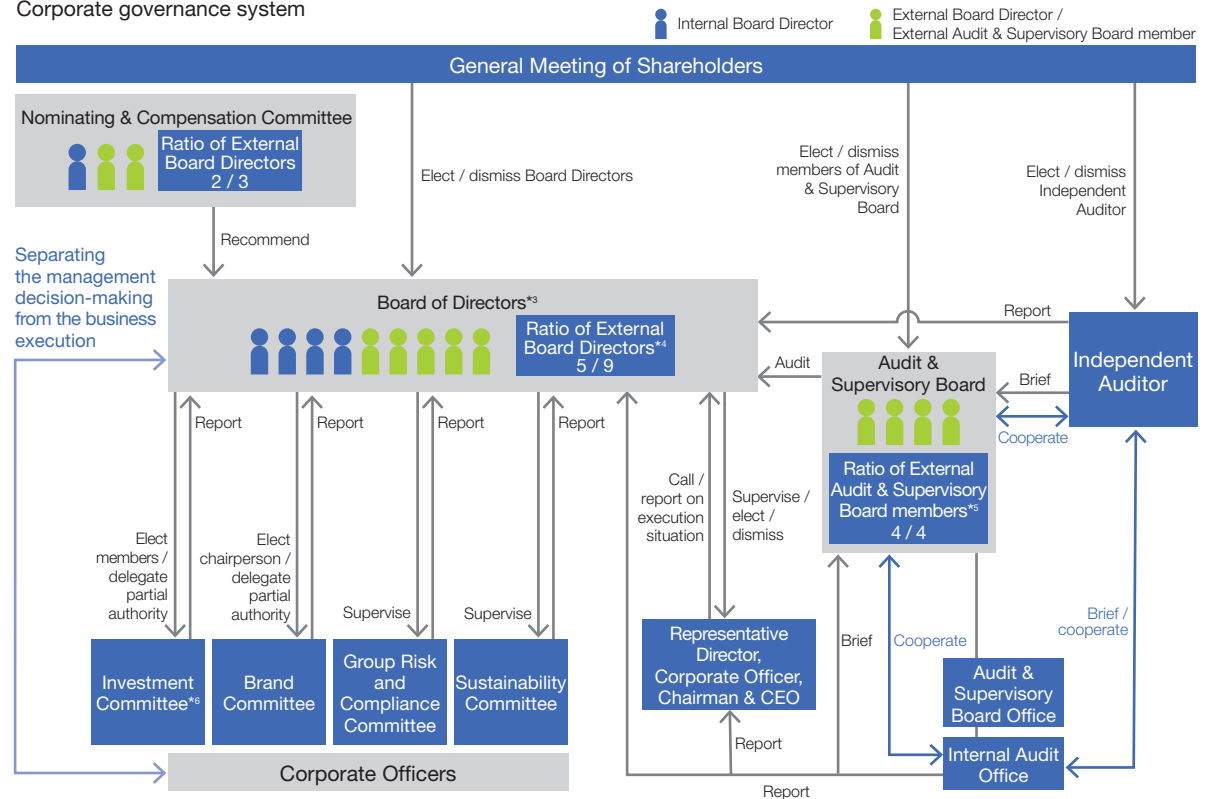 Corporate governance system
Internal Board Director
External Board Director /
External Audit & Supervisory Board member
General Meeting of Shareholders
Nominating & Compensation Committee
Ratio of External
Board Directors
2 / 3
Elect / dismiss Board Directors
Elect / dismiss
members of Audit
& Supervisory
Board
Elect / dismiss
Independent
Auditor
Recommend
Separating
the management
decision-making
from the business
execution
Board of Directors*3
Ratio of External
Board Directors*4
5 / 9
Report
Independent
Auditor
Audit
Audit &
Supervisory Board
Brief
Cooperate
Ratio of External
Audit & Supervisory
Board members*5
4 / 4
Report
Report
Report
Report
Call /
report on
execution
situation
Supervise /
elect /
dismiss
Elect
members /
delegate
partial
authority
Elect
chairperson /
delegate
partial
authority
Supervise
Supervise
Brief
Cooperate
Brief /
cooperate
Investment
Committee*6
Brand
Committee
Group Risk
and
Compliance
Committee
Sustainability
Committee
Representative
Director,
Corporate Officer,
Chairman & CEO
Audit &
Supervisory
Board Office
Report
Internal Audit
Office
Corporate Officers
Report